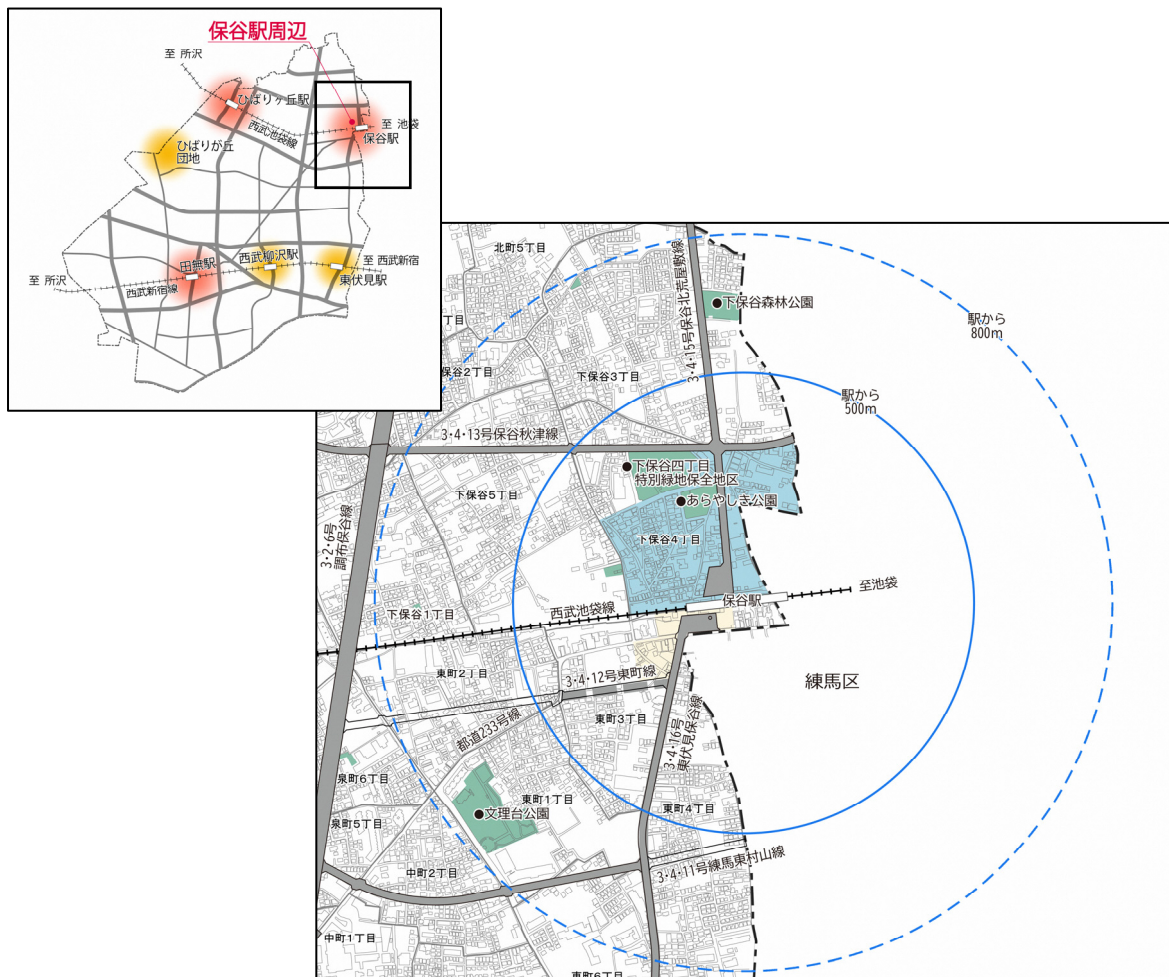 保谷駅周辺
至 所沢
ひばりヶ丘駅
西武池袋線
至 池袋
保谷駅
ひばりが丘
団地
田無駅
西武柳沢駅
至 西武新宿
東伏見駅
至 所沢
西武新宿線
北町5丁目
3・4・15号保谷北荒屋敷線
下保谷森林公園
駅から
800m
丁目
保谷2丁目
下保谷3丁目
駅から
500m
3・4・13号保谷秋津線
下保谷四丁目
特別緑地保全地区
下保谷5丁目
あらやしき公園
3・2・6号
調布保谷線
下保谷4丁目
至池袋
保谷駅
西武池袋線
下保谷1丁目
東町2丁目
3・4・12号東町線
練馬区
東町3丁目
都道233号線
3・4・16号
東伏見保谷線
泉町6丁目
東町1丁目
東町4丁目
文理台公園
泉町5丁目
3・4・11号練馬東村山線
中町2丁目
中町1丁目
東町6丁目